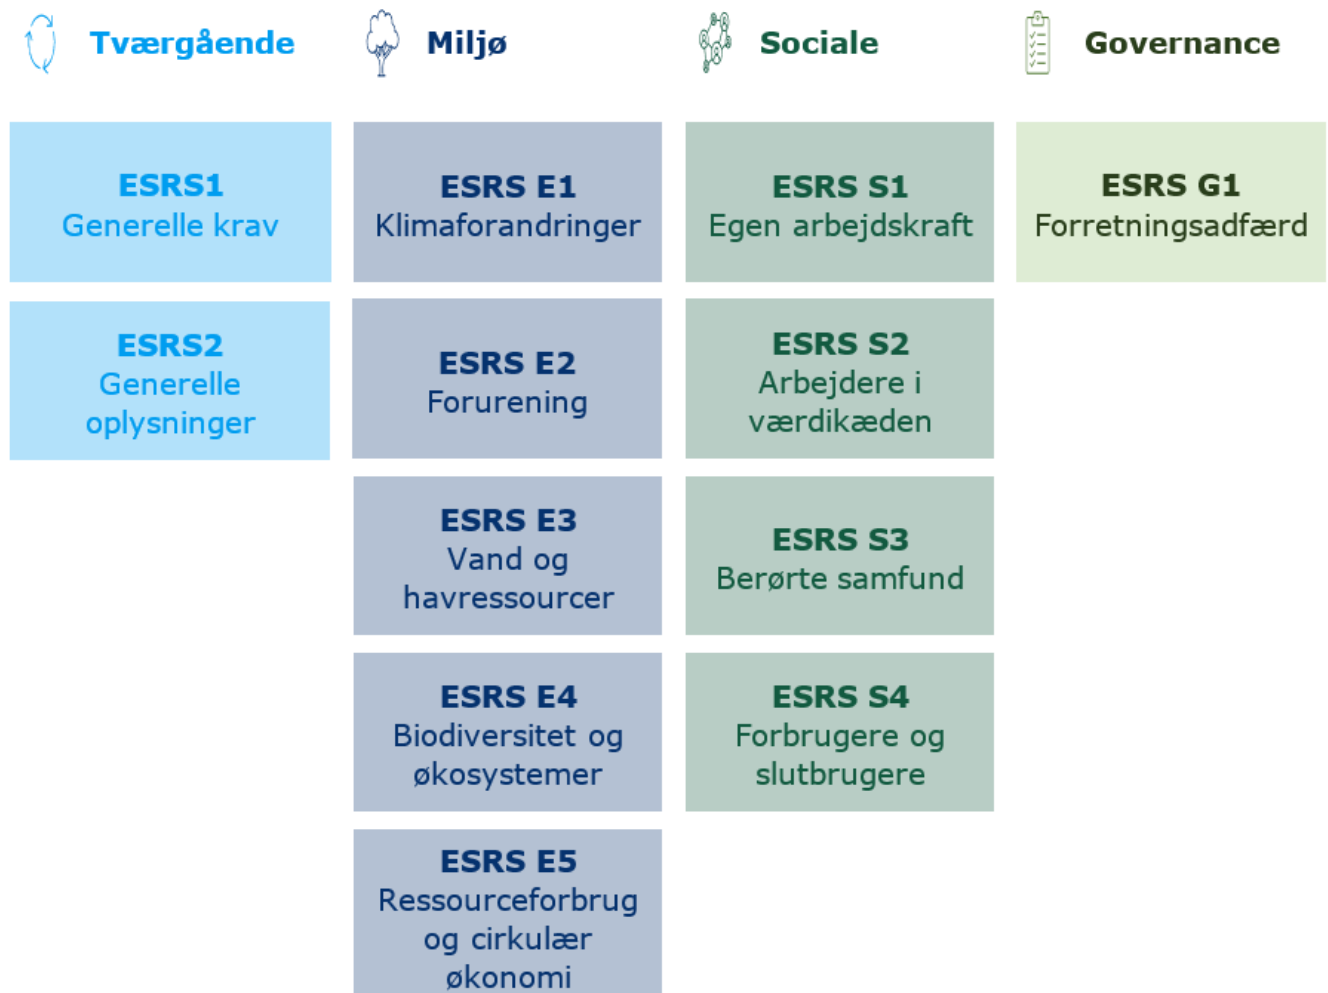 Tværgående
Miljø
Sociale
Governance
ESRS1
Generelle krav
ESRS2
Generelle
oplysninger
ESRS E1
Klimaforandringer
ESRS E2
Forurening
ESRS E3
Vand og
havressourcer
ESRS E4
Biodiversitet og
økosystemer
ESRS E5
Ressourceforbrug
og cirkulær
økonomi
ESRS S1
Egen arbejdskraft
ESRS S2
Arbejdere i
værdikæden
ESRS S3
Berørte samfund
ESRS S4
Forbrugere og
slutbrugere
ESRS G1
Forretningsadfærd